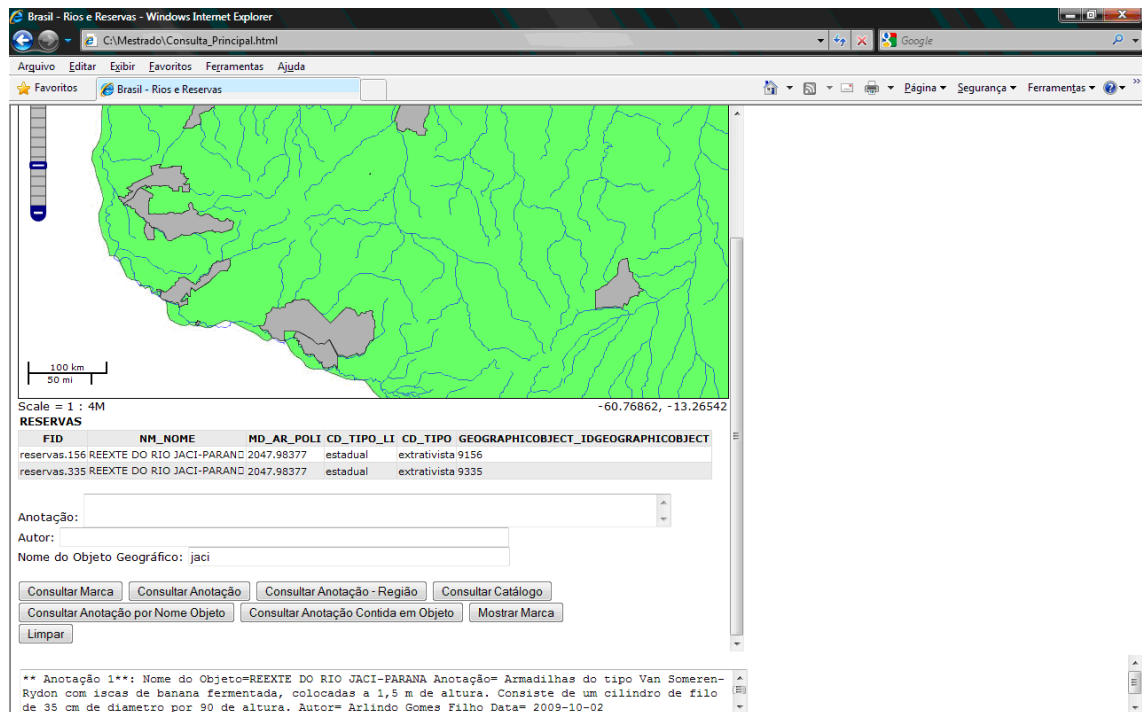 Brasil - Rios e Reservas - Windows Internet Explorer
C:\Mestrado\Consulta_Principal.html
Google
Arquivo Editar Exibir Favoritos Ferramentas Ajuda
Favoritos Brasil - Rios e Reservas Página Segurança Ferramentas
100 km
50 mi
Scale = 1 : 4M -60.76862, -13.26542
RESERVAS
FID NM_NOME MD_AR_POLI CD_TIPO_LI CD_TIPO GEOGRAPHICOBJECT_IDGEOGRAPHICOBJECT
reservas.156 REEXTE DO RIO JACI-PARAN□ 2047.98377 estadual extrativista 9156
reservas.335 REEXTE DO RIO JACI-PARAN□ 2047.98377 estadual extrativista 9335
Anotação:
Autor:
Nome do Objeto Geográfico: jaci
Consultar Marca Consultar Anotação Consultar Anotação - Região Consultar Catálogo
Consultar Anotação por Nome Objeto Consultar Anotação Contida em Objeto Mostrar Marca
Limpar
** Anotação 1**: Nome do Objeto=REEXTE DO RIO JACI-PARANA Anotação= Armadilhas do tipo Van Someren-
Rydon com iscas de banana fermentada, colocadas a 1,5 m de altura. Consiste de um cilindro de filo
de 35 cm de diametro por 90 de altura. Autor= Arlindo Gomes Filho Data= 2009-10-02